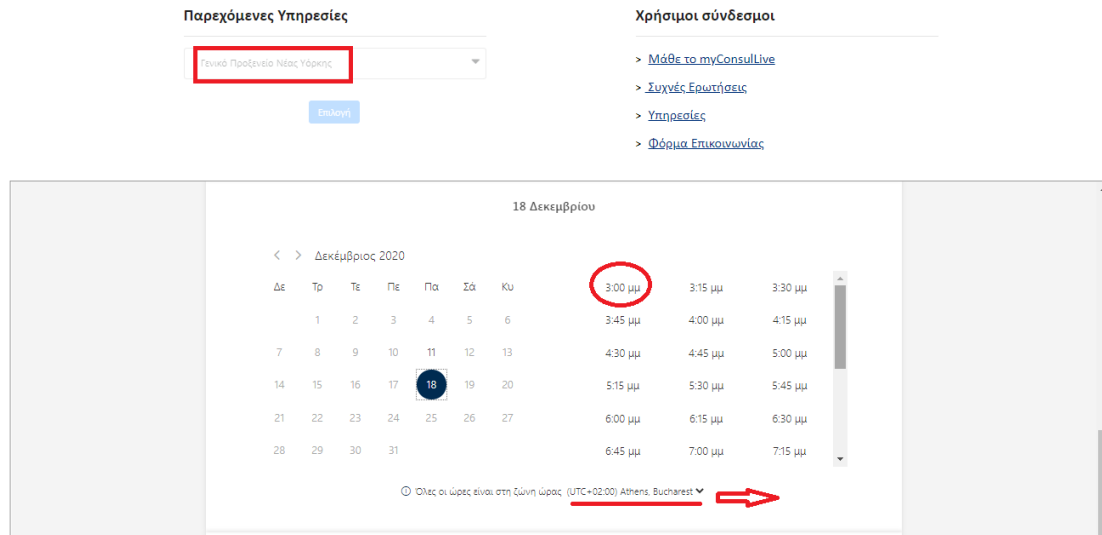 Παρεχόμενες Υπηρεσίες
Γενικό Προξενείο Νέας Υόρκης
Επιλογή
Χρήσιμοι σύνδεσμοι
> Μάθε το myConsulLive
> Συχνές Ερωτήσεις
> Υπηρεσίες
> Φόρμα Επικοινωνίας
18 Δεκεμβρίου
< > Δεκέμβριος 2020
Δε Τρ Τε Πε Πα Σά Κυ
1 2 3 4 5 6
7 8 9 10 11 12 13
14 15 16 17 18 19 20
21 22 23 24 25 26 27
28 29 30 31
3:00 μμ 3:15 μμ 3:30 μμ
3:45 μμ 4:00 μμ 4:15 μμ
4:30 μμ 4:45 μμ 5:00 μμ
5:15 μμ 5:30 μμ 5:45 μμ
6:00 μμ 6:15 μμ 6:30 μμ
6:45 μμ 7:00 μμ 7:15 μμ
Όλες οι ώρες είναι στη ζώνη ώρας (UTC+02:00) Athens, Bucharest